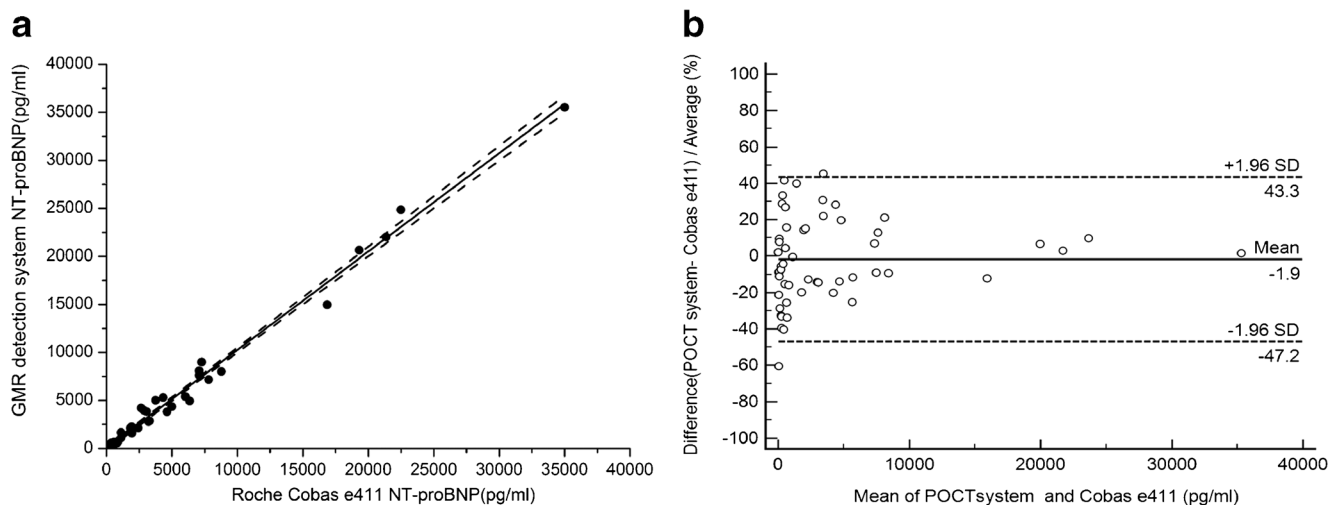 a
GMR detection system NT-proBNP(pg/ml)
40000
35000
30000
25000
20000
15000
10000
5000
0
0 5000 10000 15000 20000 25000 30000 35000 40000
Roche Cobas e411 NT-proBNP(pg/ml)
b
Difference(POCT system- Cobas e411) / Average (%)
100
80
60
40
20
0
-20
-40
-60
-80
-100
+1.96 SD
43.3
Mean
-1.9
-1.96 SD
-47.2
0 10000 20000 30000 40000
Mean of POCTsystem and Cobas e411 (pg/ml)